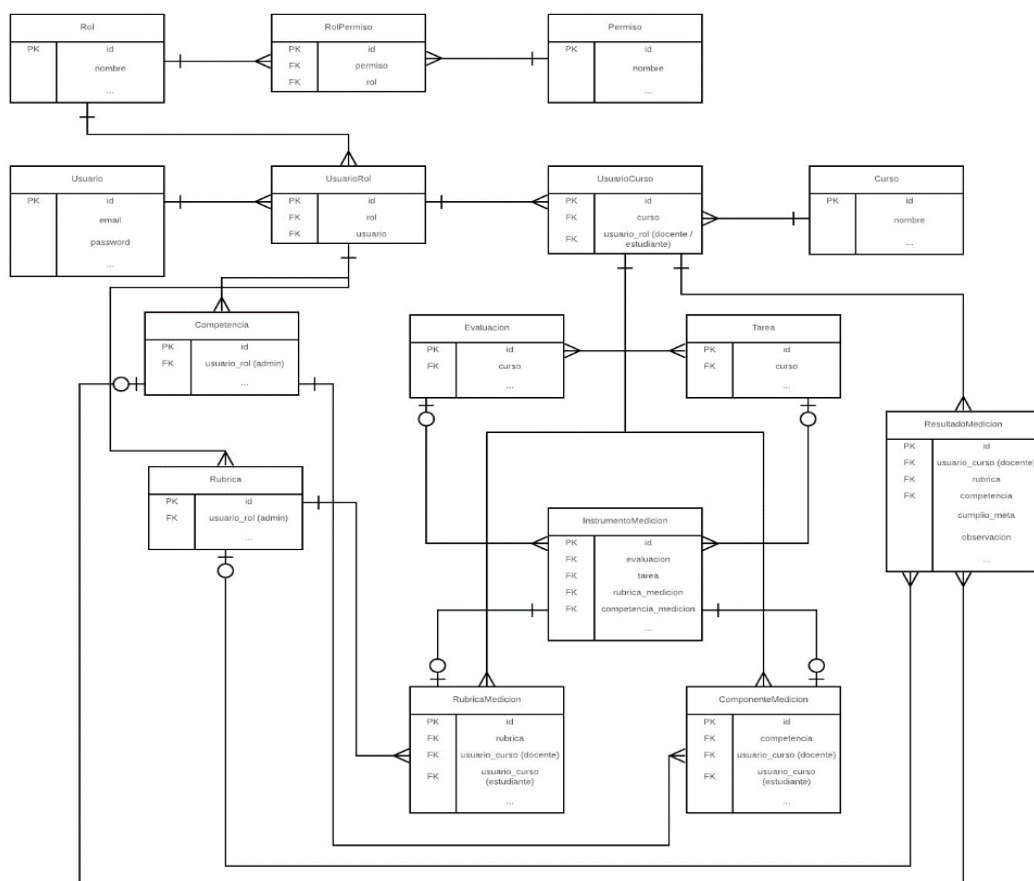 Rol
PK id
nombre
...
RolPermiso
PK id
FK permiso
FK rol
Permiso
PK id
nombre
...
Usuario
PK id
email
password
...
UsuarioRol
PK id
FK rol
FK usuario
UsuarioCurso
PK id
FK curso
FK usuario_rol (docente /
estudiante)
Curso
PK id
nombre
...
Competencia
PK id
FK usuario_rol (admin)
...
Evaluacion
PK id
FK curso
...
Tarea
PK id
FK curso
...
ResultadoMedicion
PK id
FK usuario_curso (docente)
FK rubrica
FK competencia
cumplio_meta
observacion
...
Rubrica
PK id
FK usuario_rol (admin)
...
InstrumentoMedicion
PK id
FK evaluacion
FK tarea
FK rubrica_medicion
FK competencia_medicion
...
RubricaMedicion
PK id
FK rubrica
FK usuario_curso (docente)
FK usuario_curso
(estudiante)
...
ComponenteMedicion
PK id
FK competencia
FK usuario_curso (docente)
FK usuario_curso
(estudiante)
...